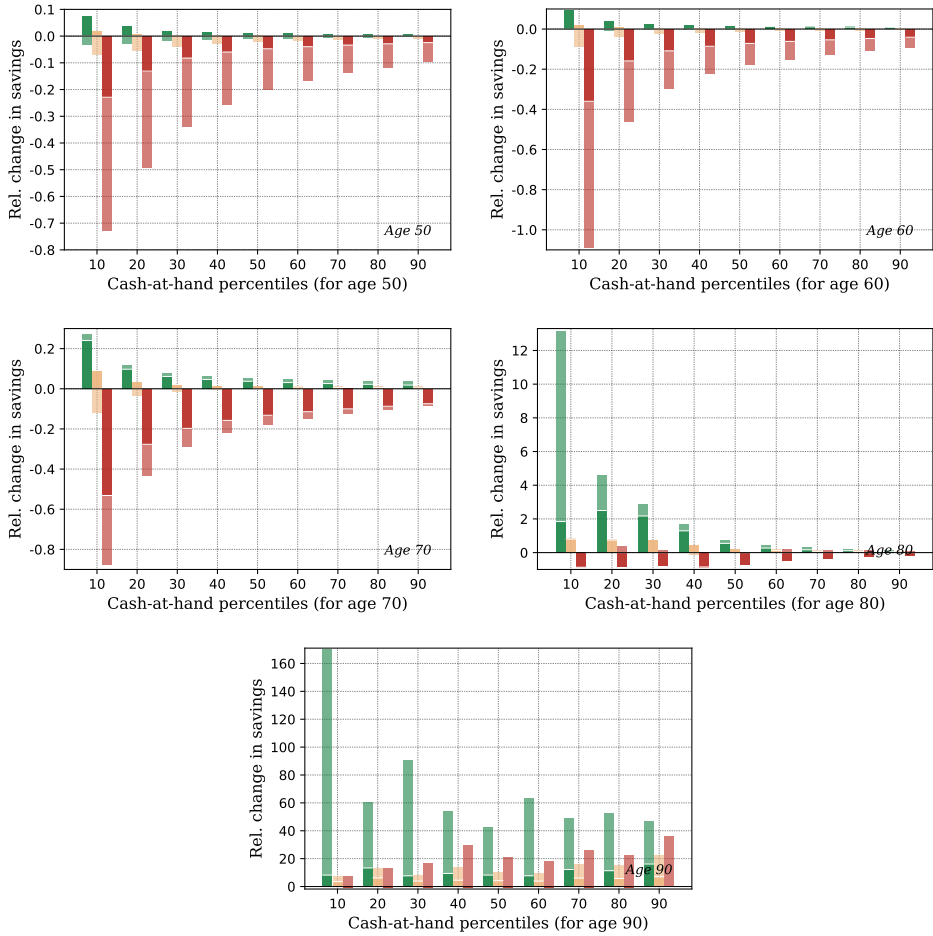 0.1
0.0
-0.1
-0.2
-0.3
-0.4
-0.5
-0.6
-0.7
-0.8
Rel. change in savings
Age 50
10 20 30 40 50 60 70 80 90
Cash-at-hand percentiles (for age 50)
0.0
-0.2
-0.4
-0.6
-0.8
-1.0
Rel. change in savings
Age 60
10 20 30 40 50 60 70 80 90
Cash-at-hand percentiles (for age 60)
0.2
0.0
-0.2
-0.4
-0.6
-0.8
Rel. change in savings
Age 70
10 20 30 40 50 60 70 80 90
Cash-at-hand percentiles (for age 70)
12
10
8
6
4
2
0
Rel. change in savings
Age 80
10 20 30 40 50 60 70 80 90
Cash-at-hand percentiles (for age 80)
160
140
120
100
80
60
40
20
0
Rel. change in savings
Age 90
10 20 30 40 50 60 70 80 90
Cash-at-hand percentiles (for age 90)